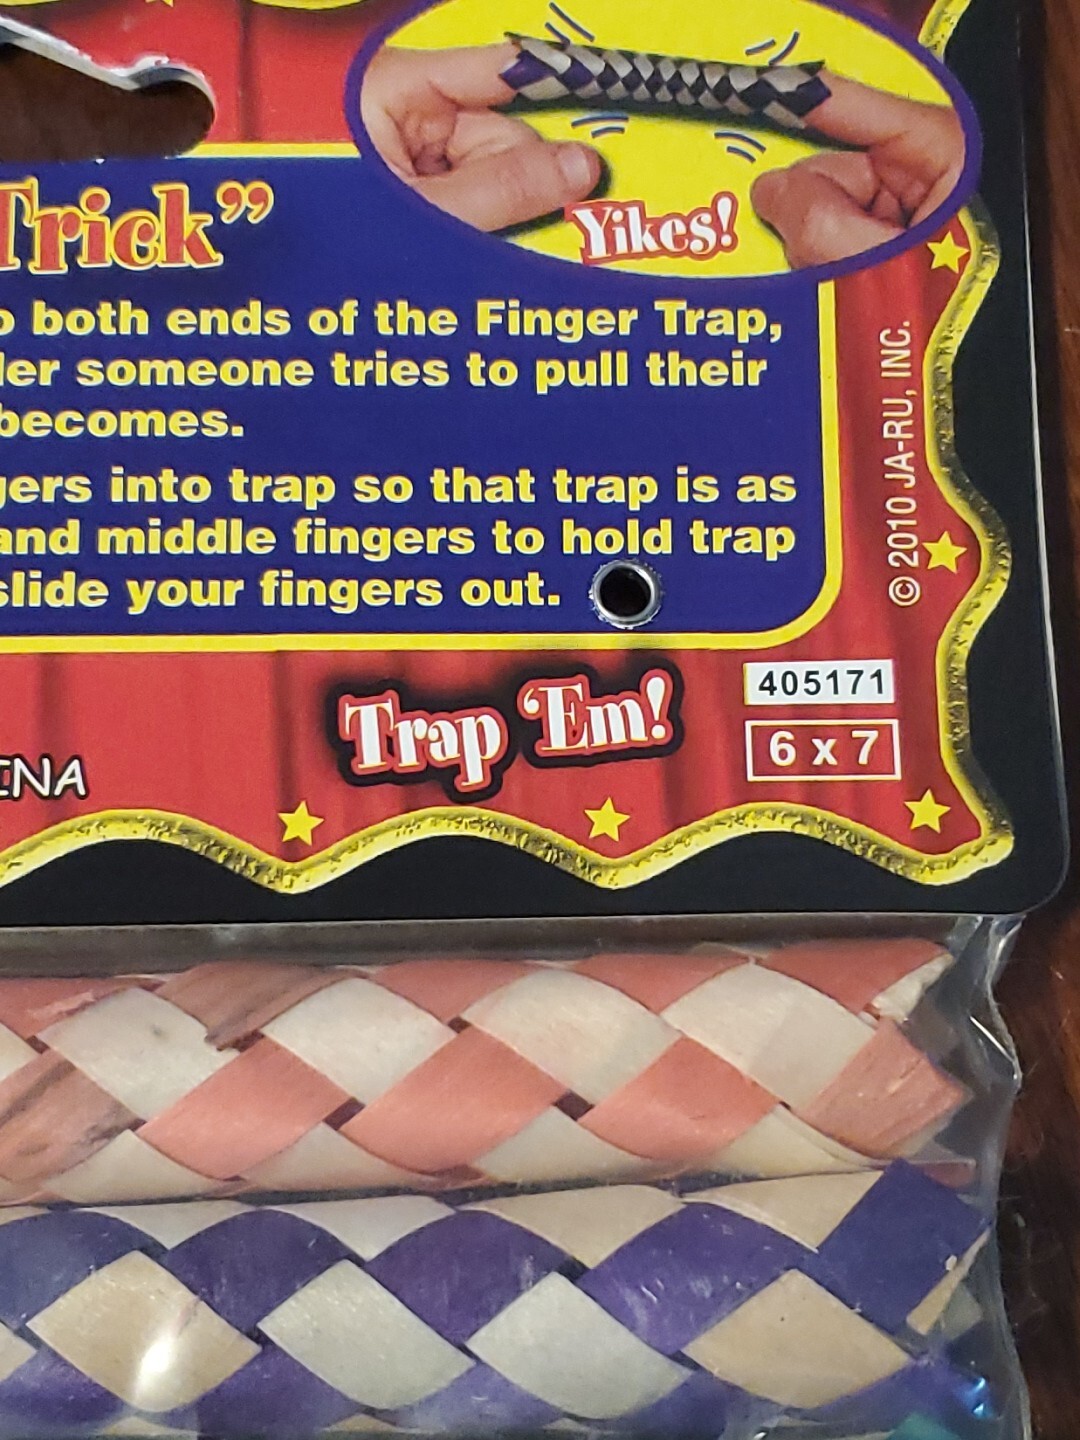 Trick”
Yikes!
both ends of the Finger Trap,
someone tries to pull their
becomes.
into trap so that trap is as
and middle fingers to hold trap
slide your fingers out.
© 2010 JA-RU, INC.
Trap ‘Em!
405171
6 x 7